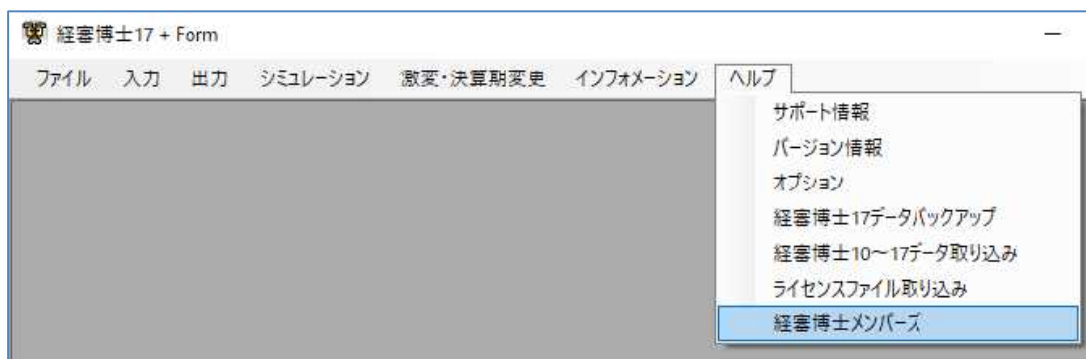 経審博士17 + Form
ファイル 入力 出力 シミュレーション 激変・決算期変更 インフォメーション ヘルプ
サポート情報
バージョン情報
オプション
経審博士17データバックアップ
経審博士10～17データ取り込み
ライセンスファイル取り込み
経審博士メンバーズ